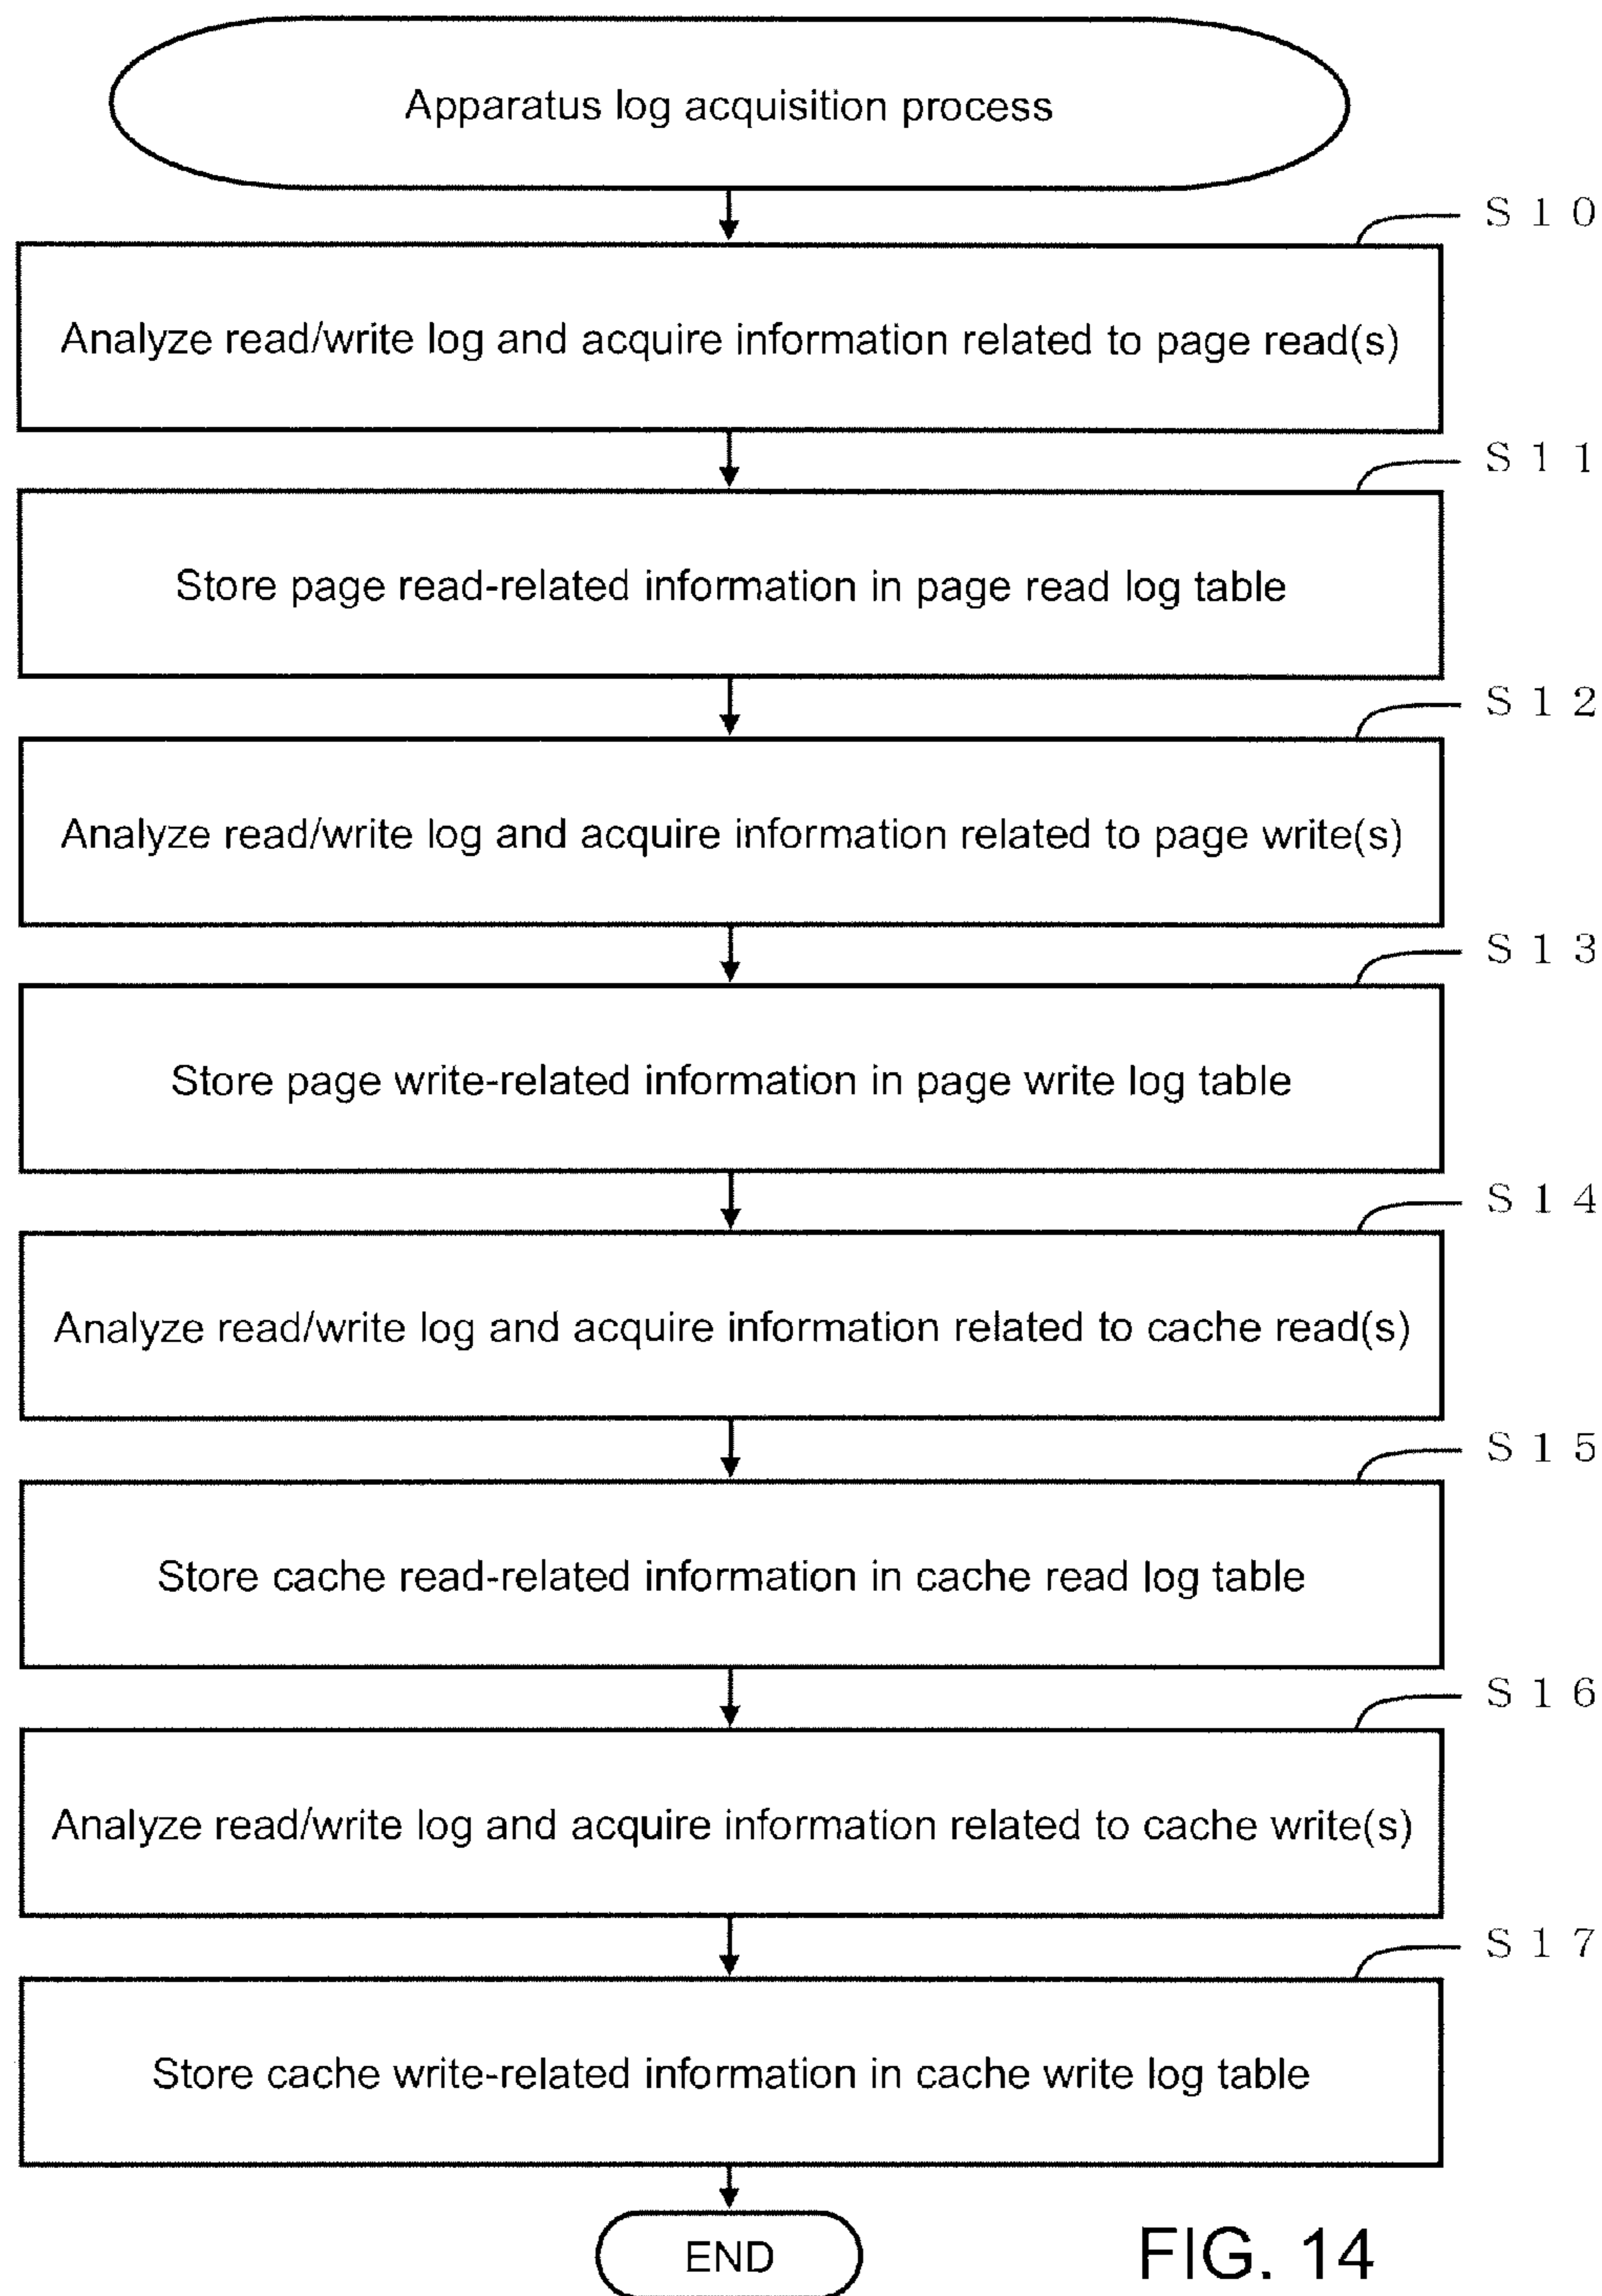 Apparatus log acquisition process
S10
Analyze read/write log and acquire information related to page read(s)
S11
Store page read-related information in page read log table
S12
Analyze read/write log and acquire information related to page write(s)
S13
Store page write-related information in page write log table
S14
Analyze read/write log and acquire information related to cache read(s)
S15
Store cache read-related information in cache read log table
S16
Analyze read/write log and acquire information related to cache write(s)
S17
Store cache write-related information in cache write log table
END
FIG. 14